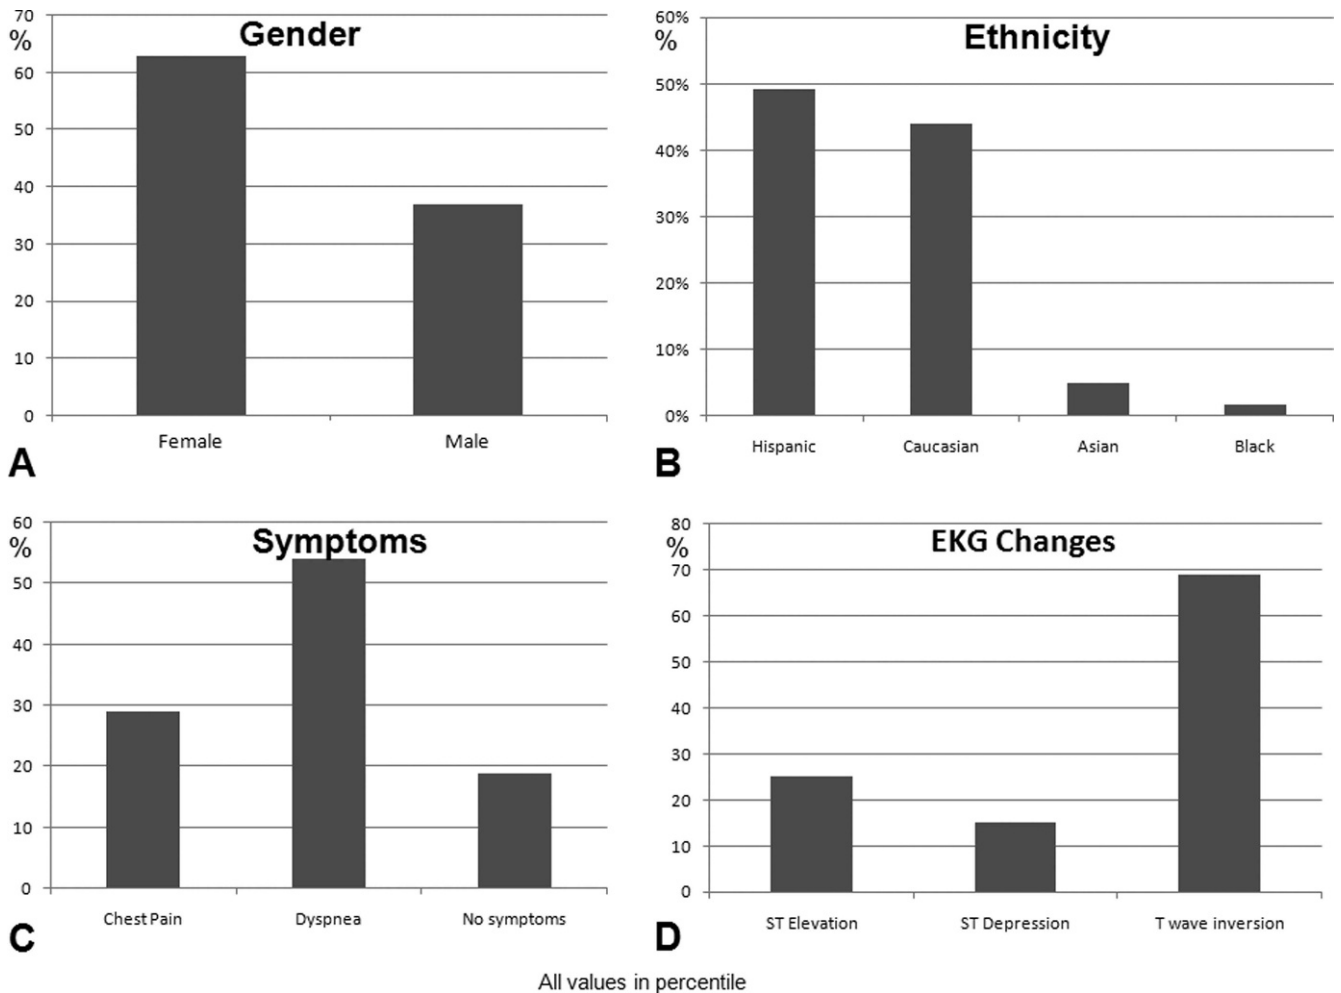 70
%
Gender
60
50
40
30
20
10
0
Female Male
A
60%
%
Ethnicity
50%
40%
30%
20%
10%
0%
Hispanic Caucasian Asian Black
B
60
%
Symptoms
50
40
30
20
10
0
Chest Pain Dyspnea No symptoms
C
80
%
EKG Changes
70
60
50
40
30
20
10
0
ST Elevation ST Depression T wave inversion
D
All values in percentile